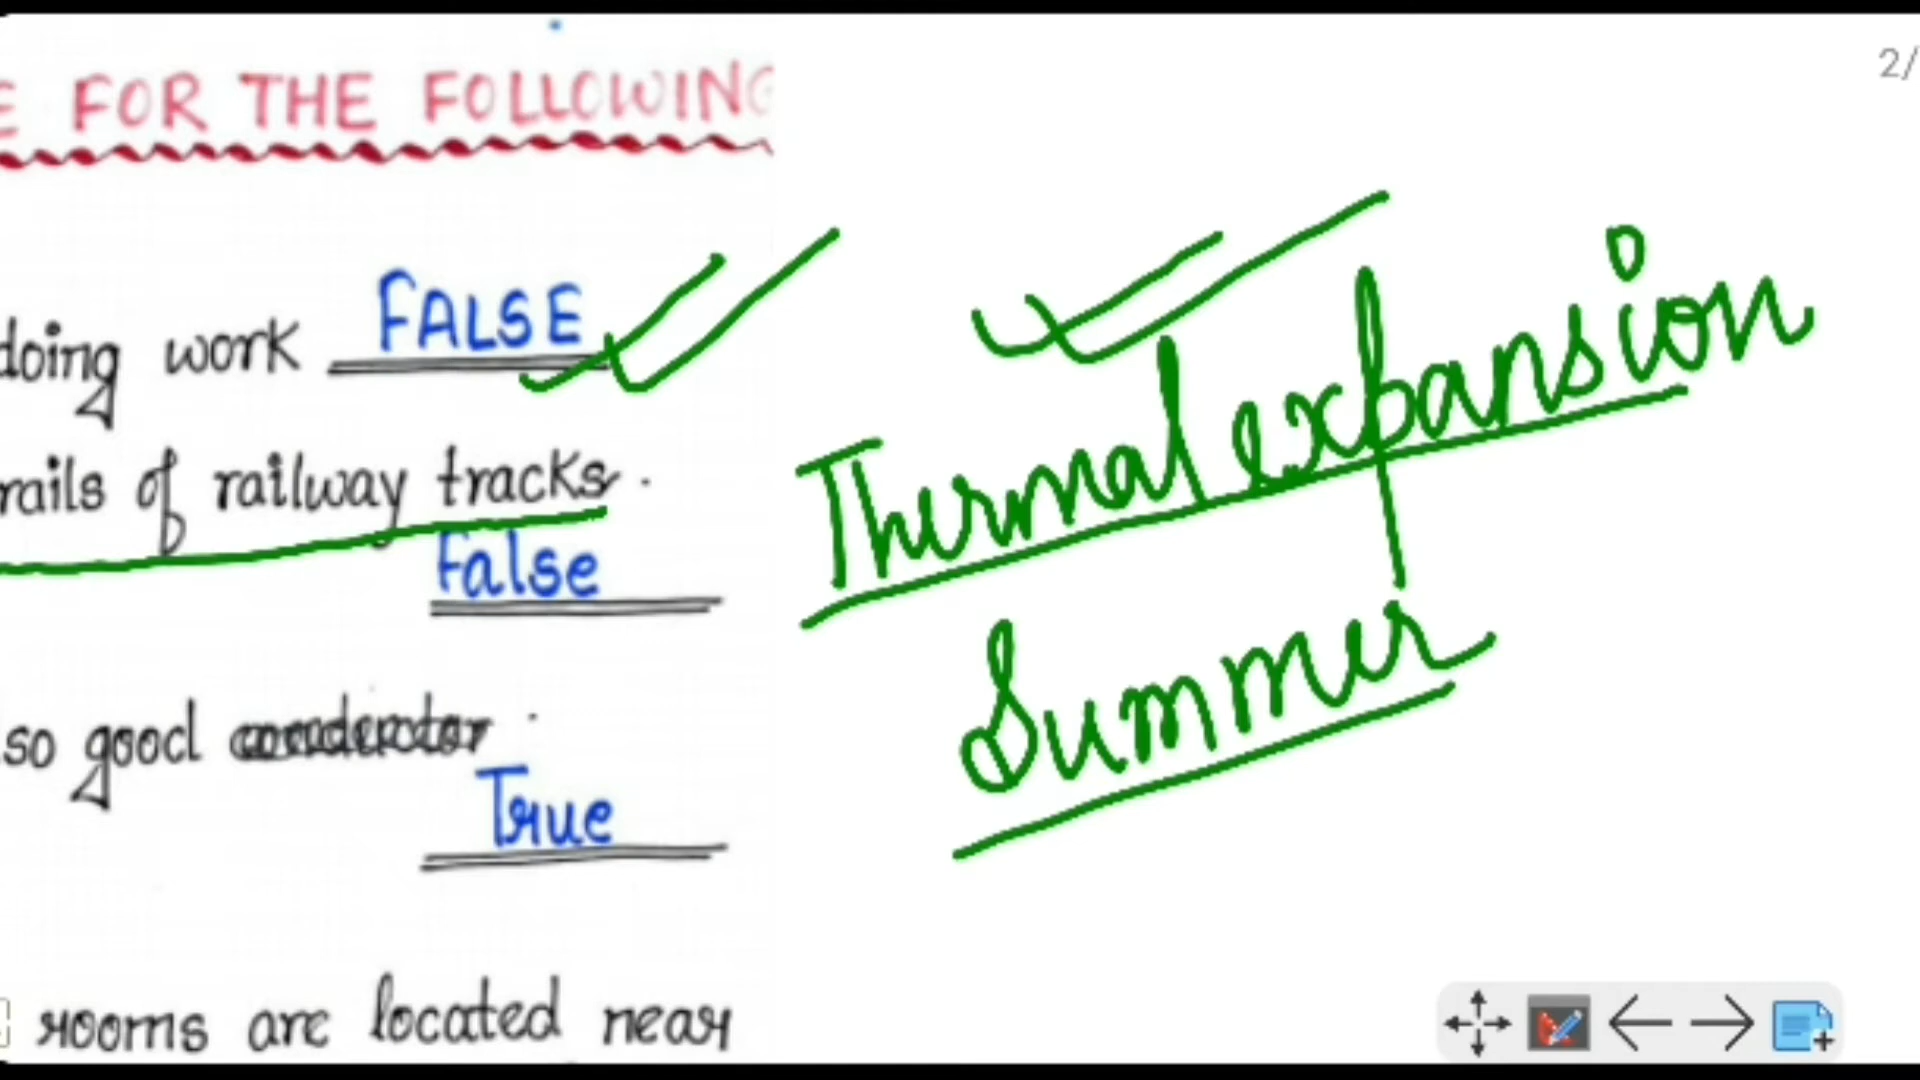 2/
E FOR THE FOLLOWING
doing work FALSE
rails of railway tracks.
False
Thermal expansion
Summer
so good
True
rooms are located near